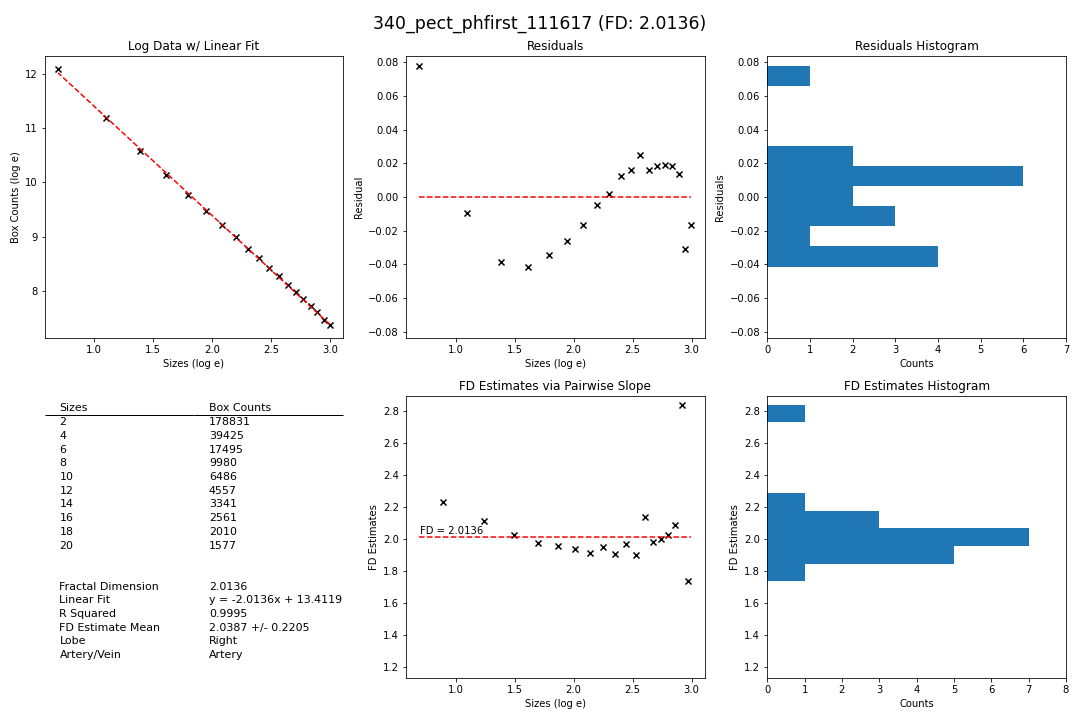 340_pect_phfirst_111617 (FD: 2.0136)
Log Data w/ Linear Fit
12
11
10
9
8
Box Counts (log e)
1.0 1.5 2.0 2.5 3.0
Sizes (log e)
Residuals
0.08
0.06
0.04
0.02
0.00
−0.02
−0.04
−0.06
−0.08
Residual
1.0 1.5 2.0 2.5 3.0
Sizes (log e)
Residuals Histogram
0.08
0.06
0.04
0.02
0.00
−0.02
−0.04
−0.06
−0.08
Residuals
0 1 2 3 4 5 6 7
Counts
Sizes Box Counts
2 178831
4 39425
6 17495
8 9980
10 6486
12 4557
14 3341
16 2561
18 2010
20 1577
Fractal Dimension 2.0136
Linear Fit y = -2.0136x + 13.4119
R Squared 0.9995
FD Estimate Mean 2.0387 +/- 0.2205
Lobe Right
Artery/Vein Artery
FD Estimates via Pairwise Slope
2.8
2.6
2.4
2.2
2.0
1.8
1.6
1.4
1.2
FD Estimates
FD = 2.0136
1.0 1.5 2.0 2.5 3.0
Sizes (log e)
FD Estimates Histogram
2.8
2.6
2.4
2.2
2.0
1.8
1.6
1.4
1.2
FD Estimates
0 1 2 3 4 5 6 7 8
Counts